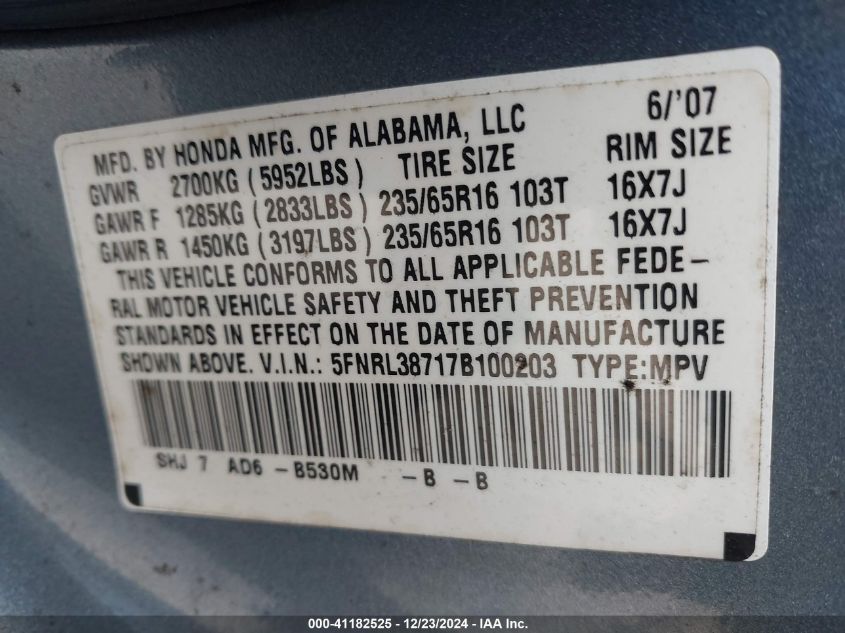 MFD. BY HONDA MFG. OF ALABAMA, LLC 6/'07
GVWR 2700KG (5952LBS) TIRE SIZE RIM SIZE
GAWR F 1285KG (2833LBS) 235/65R16 103T 16X7J
GAWR R 1450KG (3197LBS) 235/65R16 103T 16X7J
THIS VEHICLE CONFORMS TO ALL APPLICABLE FEDE-
RAL MOTOR VEHICLE SAFETY AND THEFT PREVENTION
STANDARDS IN EFFECT ON THE DATE OF MANUFACTURE
SHOWN ABOVE. V.I.N.: 5FNRL38717B100203 TYPE:MPV
SHJ 7 AD6 -B530M -B -B
000-41182525 - 12/23/2024 - IAA Inc.